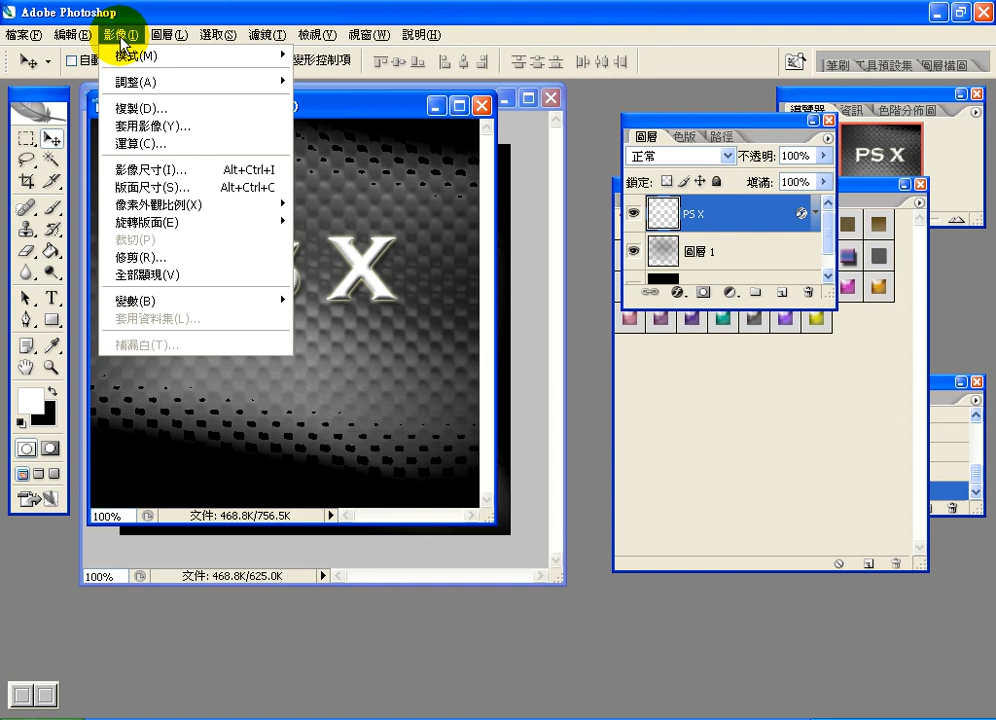 Adobe Photoshop
檔案(F) 編輯(E) 影像(I) 圖層(L) 選取(S) 濾鏡(T) 檢視(V) 視窗(W) 說明(H)
自動 變形控制項
筆刷 工具預設集 圖層構圖
模式(M)
調整(A)
複製(D)...
套用影像(Y)...
運算(C)...
影像尺寸(I)... Alt+Ctrl+I
版面尺寸(S)... Alt+Ctrl+C
像素外觀比例(X)
旋轉版面(E)
裁切(P)
修剪(R)...
全部顯現(V)
變數(B)
套用資料集(L)...
補漏白(T)...
X
100% 文件: 468.8K/756.5K
100% 文件: 468.8K/625.0K
導覽器 資訊 色階分佈圖
PS X
圖層 色版 路徑
正常 不透明: 100%
鎖定: 填滿: 100%
PS X
圖層 1